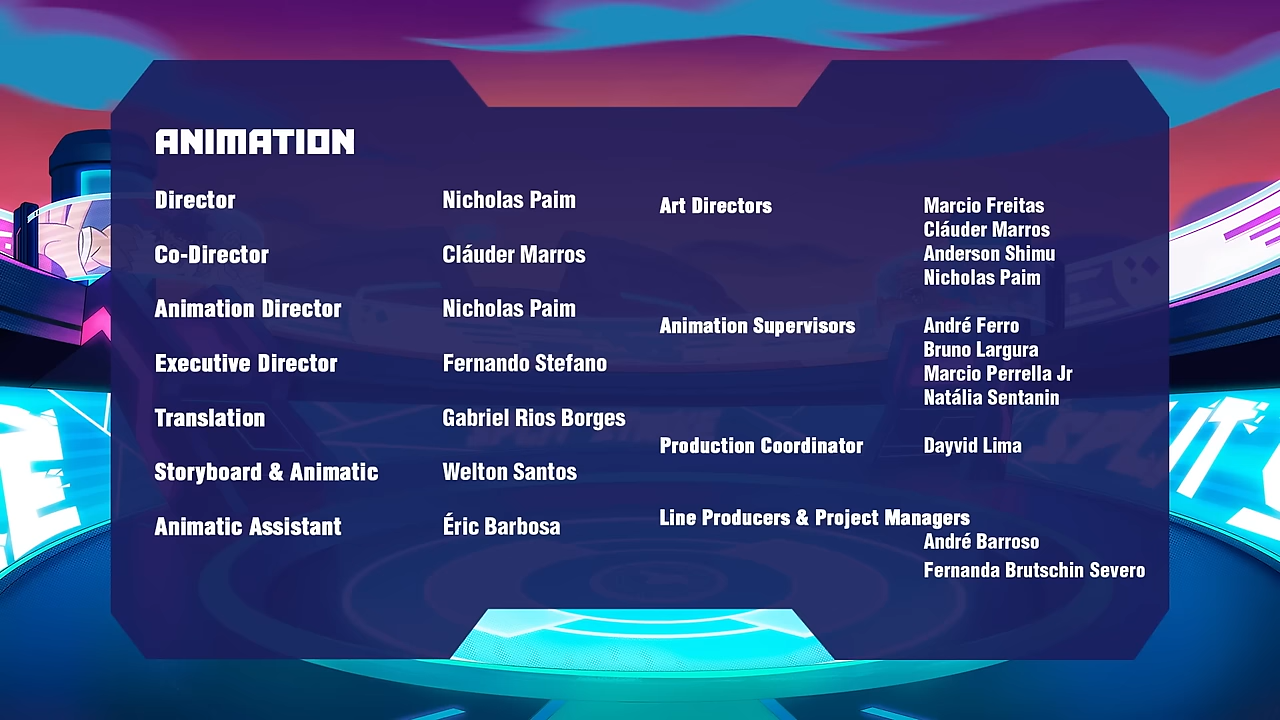 ANIMATION
Director Nicholas Paim
Co-Director Cláuder Marros
Animation Director Nicholas Paim
Executive Director Fernando Stefano
Translation Gabriel Rios Borges
Storyboard & Animatic Welton Santos
Animatic Assistant Éric Barbosa
Art Directors Marcio Freitas
Cláuder Marros
Anderson Shimu
Nicholas Paim
Animation Supervisors André Ferro
Bruno Largura
Marcio Perrella Jr
Natália Sentanin
Production Coordinator Dayvid Lima
Line Producers & Project Managers
André Barroso
Fernanda Brutschin Severo